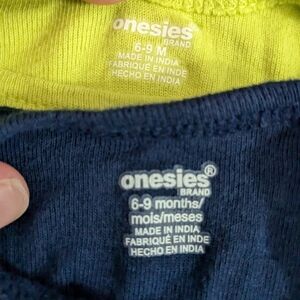 onesies
BRAND
6-9 M
MADE IN INDIA
FABRIQUÉ EN INDE
HECHO EN INDIA
onesies®
BRAND
6-9 months/
mois/meses
MADE IN INDIA
FABRIQUÉ EN INDE
HECHO EN INDIA